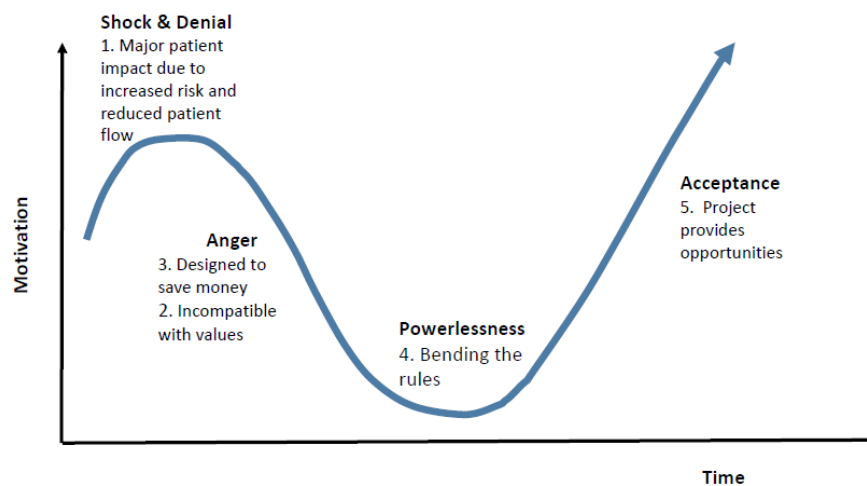 Shock & Denial
1. Major patient
impact due to
increased risk and
reduced patient
flow
Motivation
Anger
3. Designed to
save money
2. Incompatible
with values
Powerlessness
4. Bending the
rules
Acceptance
5. Project
provides
opportunities
Time